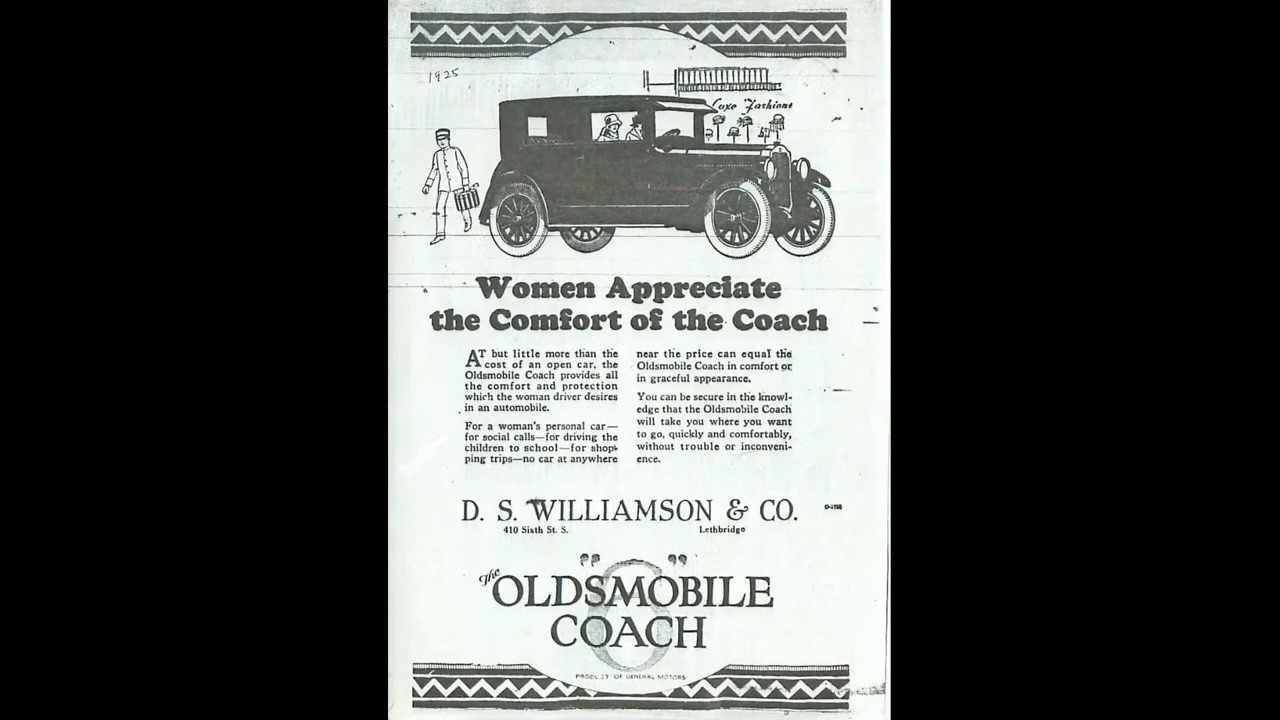 1925
Luxe Fashions
Women Appreciate
the Comfort of the Coach
AT but little more than the
cost of an open car, the
Oldsmobile Coach provides all
the comfort and protection
which the woman driver desires
in an automobile.
For a woman's personal car—
for social calls—for driving the
children to school—for shop-
ping trips—no car at anywhere
near the price can equal the
Oldsmobile Coach in comfort or
in graceful appearance.
You can be secure in the knowl-
edge that the Oldsmobile Coach
will take you where you want
to go, quickly and comfortably,
without trouble or inconveni-
ence.
D. S. WILLIAMSON & CO.
410 Sixth St. S. Lethbridge
"6"
The OLDSMOBILE
COACH
PRODUCT OF GENERAL MOTORS